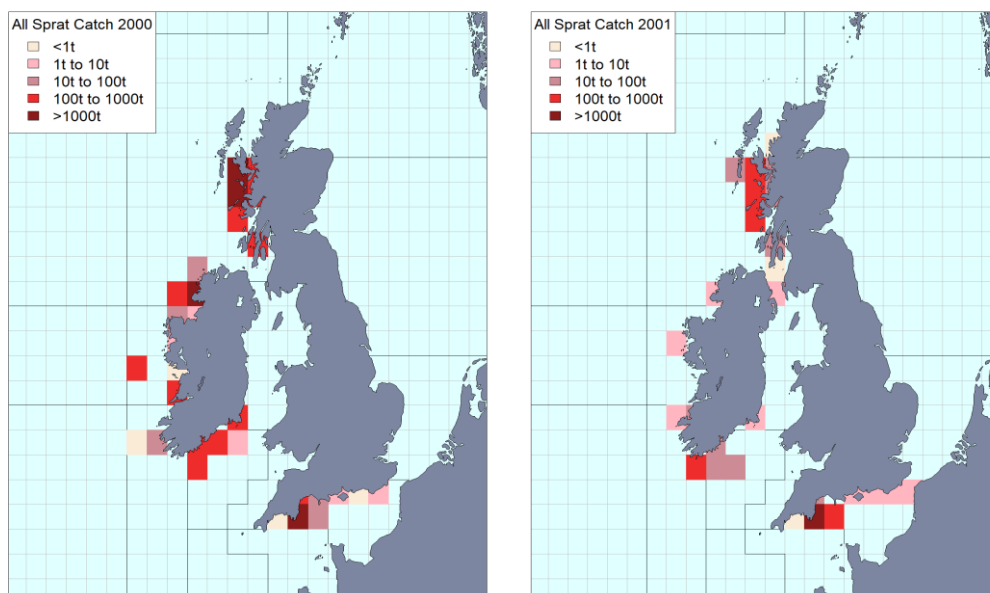 All Sprat Catch 2000
<1t
1t to 10t
10t to 100t
100t to 1000t
>1000t
All Sprat Catch 2001
<1t
1t to 10t
10t to 100t
100t to 1000t
>1000t